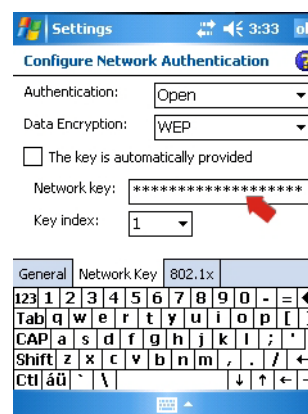 Settings 3:33 ok
Configure Network Authentication ?
Authentication: Open
Data Encryption: WEP
The key is automatically provided
Network key: *******************
Key index: 1
General Network Key 802.1x
123 1 2 3 4 5 6 7 8 9 0 - =
Tab q w e r t y u i o p [
CAP a s d f g h j k l ; '
Shift z x c v b n m , . /
Ctl áü ` \